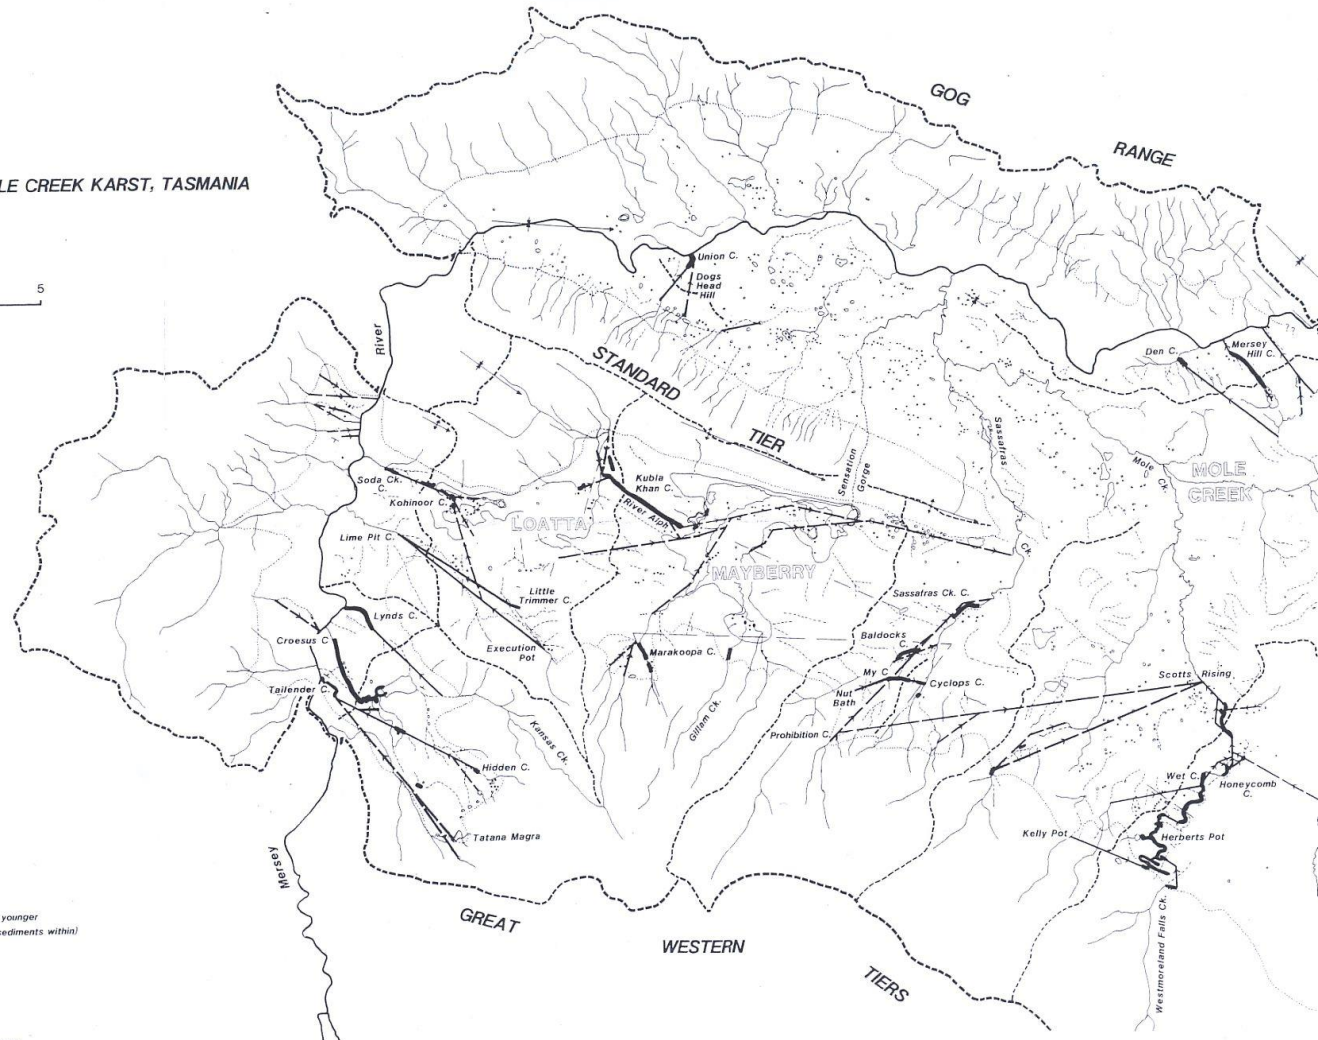 GOG
RANGE
LE CREEK KARST, TASMANIA
5
Union C.
Dogs
Head
Hill
River
STANDARD
TIER
Den C.
Mersey
Hill C.
Sassafras
Ck.
Sensation
Gorge
Mole
Ck.
MOLE
CREEK
Soda Ck.
C.
Kohinoor C.
Kubla
Khan C.
River Alph
LOATTA
Lime Pit C.
MAYBERRY
Little
Trimmer C.
Sassafras Ck. C.
Lynds C.
Croesus C
Baldocks
C.
Execution
Pot
Marakoopa C.
My C
Cyclops C.
Scotts Rising
Tailender C.
Nut
Bath
Prohibition C.
Gillam Ck.
Kansas Ck.
Hidden C.
Wet C.
Honeycomb
C.
Tatana Magra
Kelly Pot
Herberts Pot
Mersey
Westmoreland Falls Ck.
younger
sediments within)
GREAT
WESTERN
TIERS